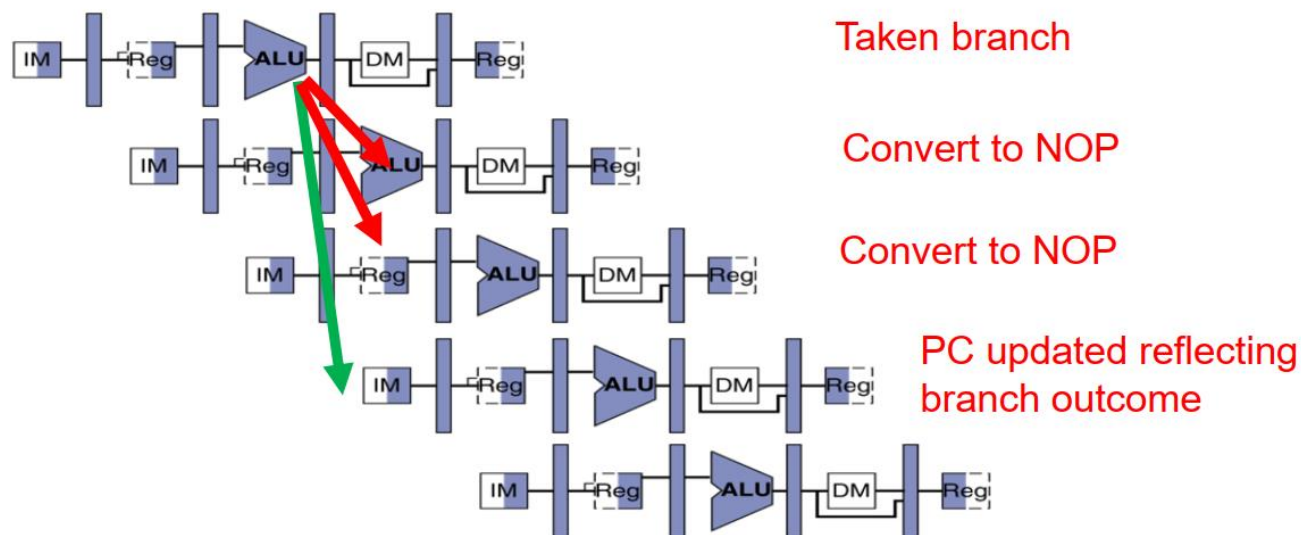 IM Reg ALU DM Reg Taken branch
IM Reg ALU DM Reg Convert to NOP
IM Reg ALU DM Reg Convert to NOP
IM Reg ALU DM Reg PC updated reflecting
branch outcome
IM Reg ALU DM Reg